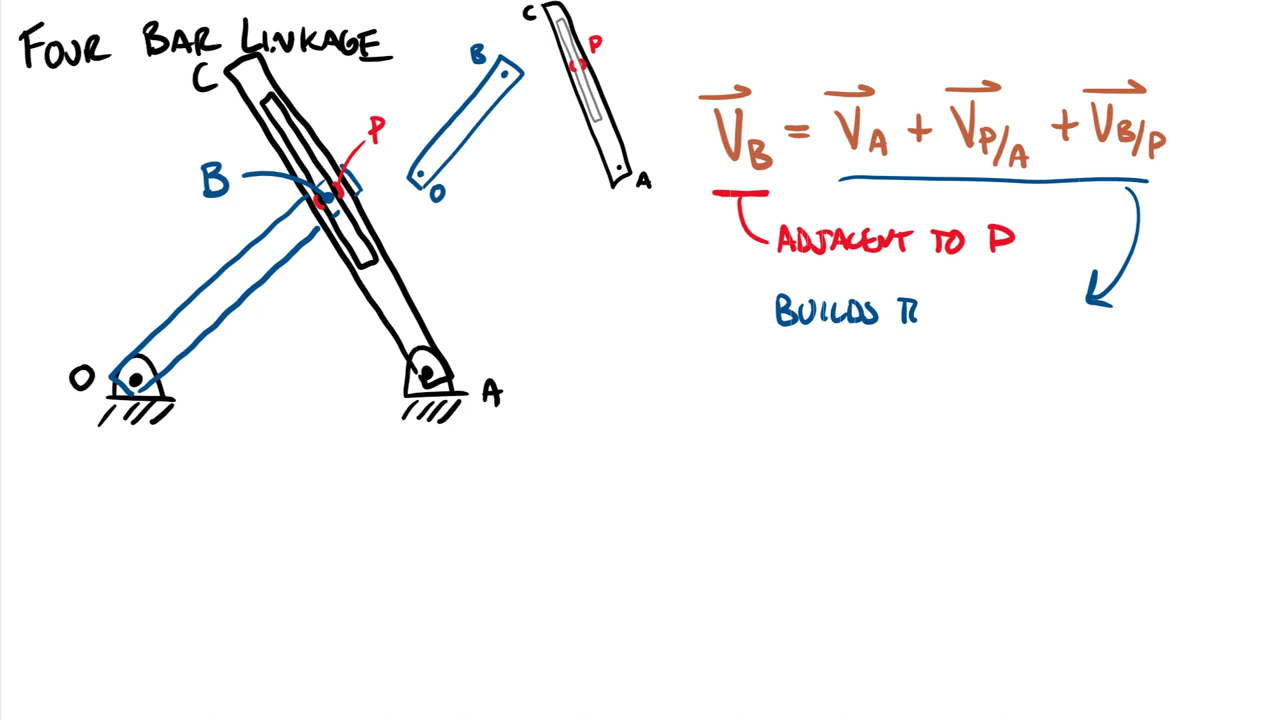 FOUR BAR LINKAGE
C
P
B
O
A
B
O
C
P
A
V_B = V_A + V_P/A + V_B/P
ADJACENT TO P
BUILDS